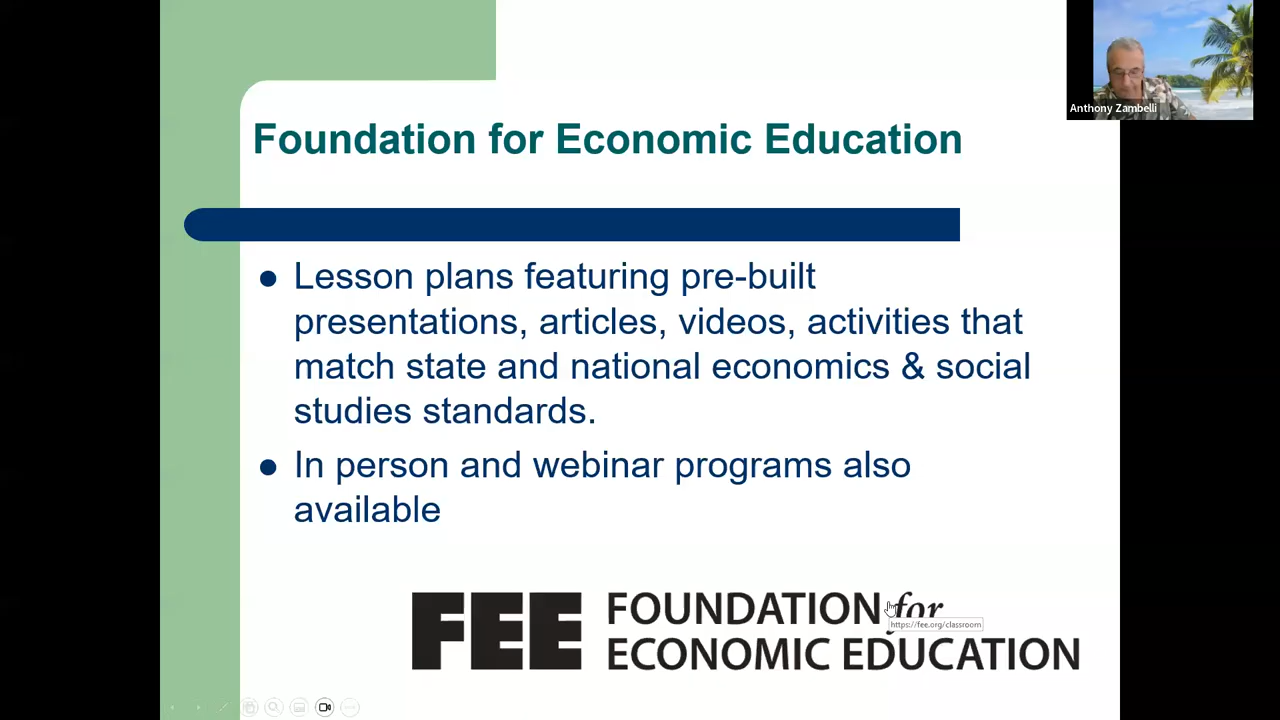 Anthony Zambelli
Foundation for Economic Education
Lesson plans featuring pre-built
presentations, articles, videos, activities that
match state and national economics & social
studies standards.
In person and webinar programs also
available
FEE
FOUNDATION for
https://fee.org/classroom
ECONOMIC EDUCATION